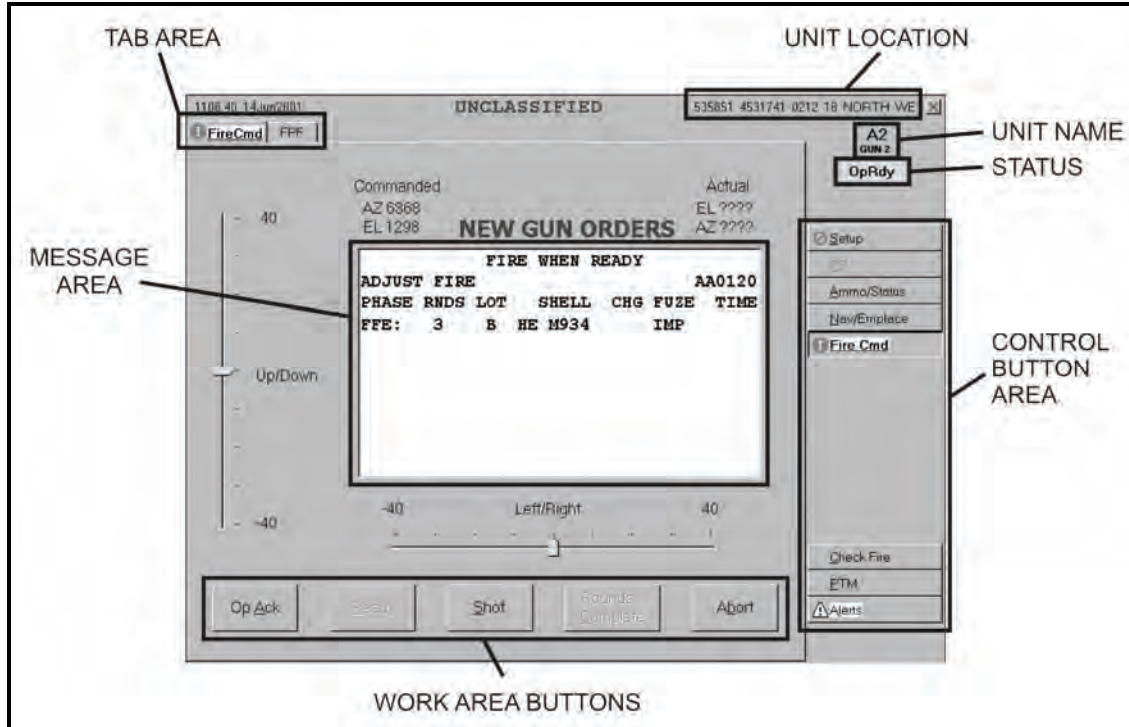 TAB AREA
UNIT LOCATION
1106:40 14Jun2001
UNCLASSIFIED
535851 4531741 0212 18 NORTH WE
FireCmd FPF
A2
GUN 2
UNIT NAME
OpRdy
STATUS
Commanded
Actual
AZ 6368
EL ????
EL 1298
NEW GUN ORDERS
AZ ????
40
MESSAGE
AREA
FIRE WHEN READY
ADJUST FIRE AA0120
PHASE RNDS LOT SHELL CHG FUZE TIME
FFE: 3 B HE M934 IMP
Setup
Ammo/Status
Nav/Emplace
Fire Cmd
CONTROL
BUTTON
AREA
Up/Down
-40
-40 Left/Right 40
Check Fire
PTM
Alerts
Op Ack
Shot
Rounds
Complete
Abort
WORK AREA BUTTONS